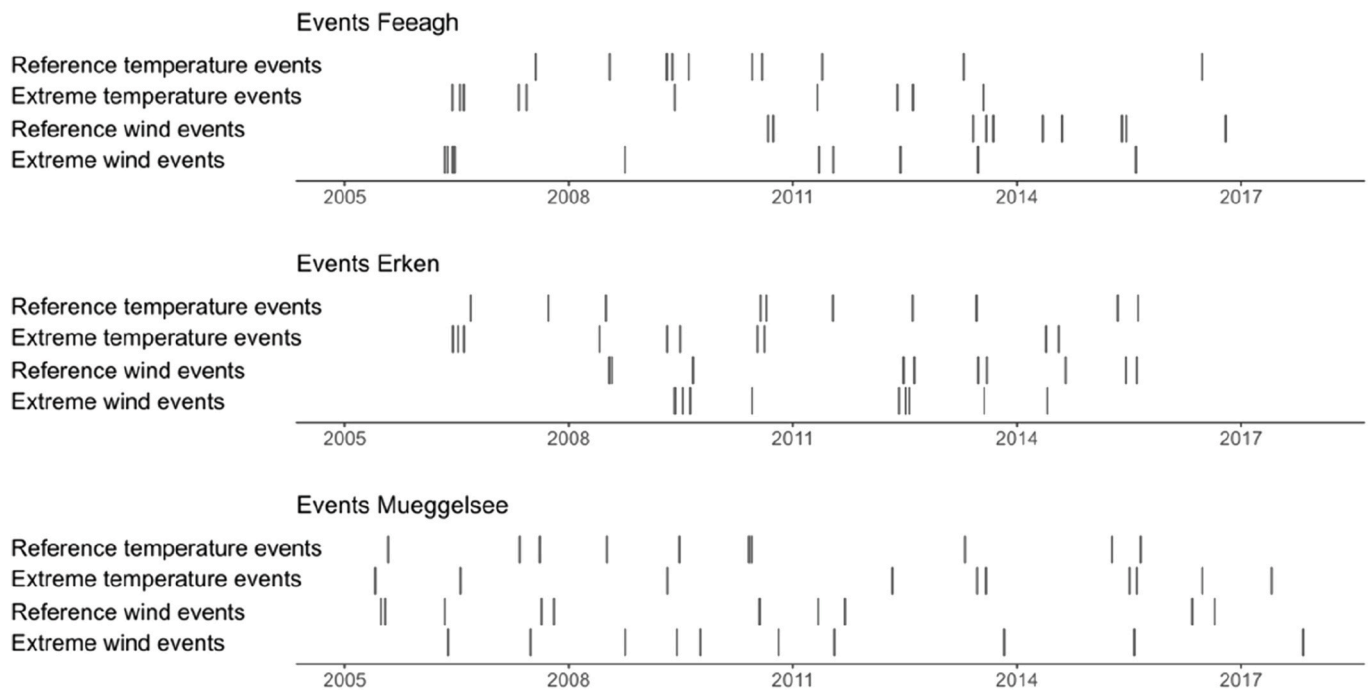 Events Feeagh
Reference temperature events
Extreme temperature events
Reference wind events
Extreme wind events
2005 2008 2011 2014 2017
Events Erken
Reference temperature events
Extreme temperature events
Reference wind events
Extreme wind events
2005 2008 2011 2014 2017
Events Mueggelsee
Reference temperature events
Extreme temperature events
Reference wind events
Extreme wind events
2005 2008 2011 2014 2017